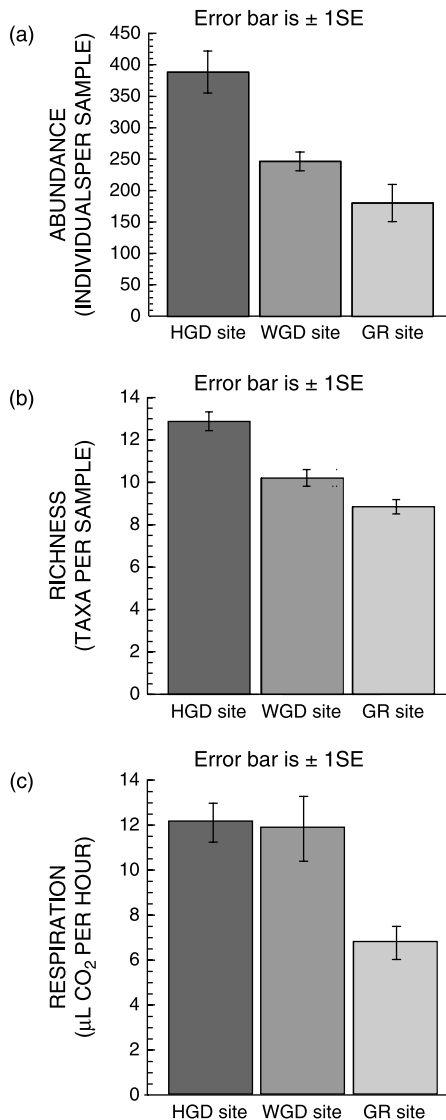 (a)
Error bar is ± 1SE
ABUNDANCE
(INDIVIDUALSPER SAMPLE)
450
400
350
300
250
200
150
100
50
0
HGD site WGD site GR site
(b)
Error bar is ± 1SE
RICHNESS
(TAXA PER SAMPLE)
14
12
10
8
6
4
2
0
HGD site WGD site GR site
(c)
Error bar is ± 1SE
RESPIRATION
(µL CO₂ PER HOUR)
14
12
10
8
6
4
2
0
HGD site WGD site GR site